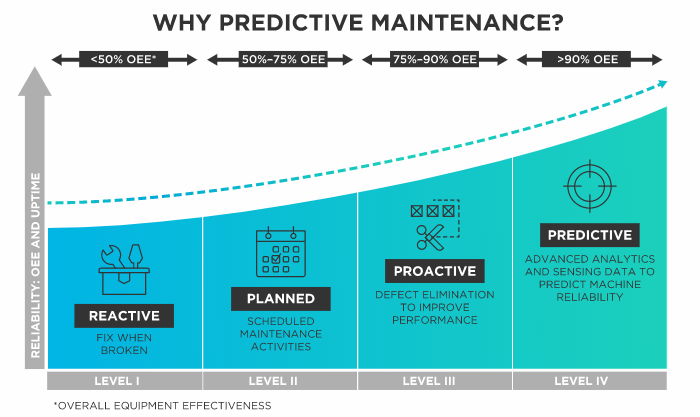 WHY PREDICTIVE MAINTENANCE?
<50% OEE*
50%–75% OEE
75%–90% OEE
>90% OEE
RELIABILITY: OEE AND UPTIME
REACTIVE
FIX WHEN
BROKEN
PLANNED
SCHEDULED
MAINTENANCE
ACTIVITIES
PROACTIVE
DEFECT ELIMINATION
TO IMPROVE
PERFORMANCE
PREDICTIVE
ADVANCED ANALYTICS
AND SENSING DATA TO
PREDICT MACHINE
RELIABILITY
LEVEL I
LEVEL II
LEVEL III
LEVEL IV
*OVERALL EQUIPMENT EFFECTIVENESS